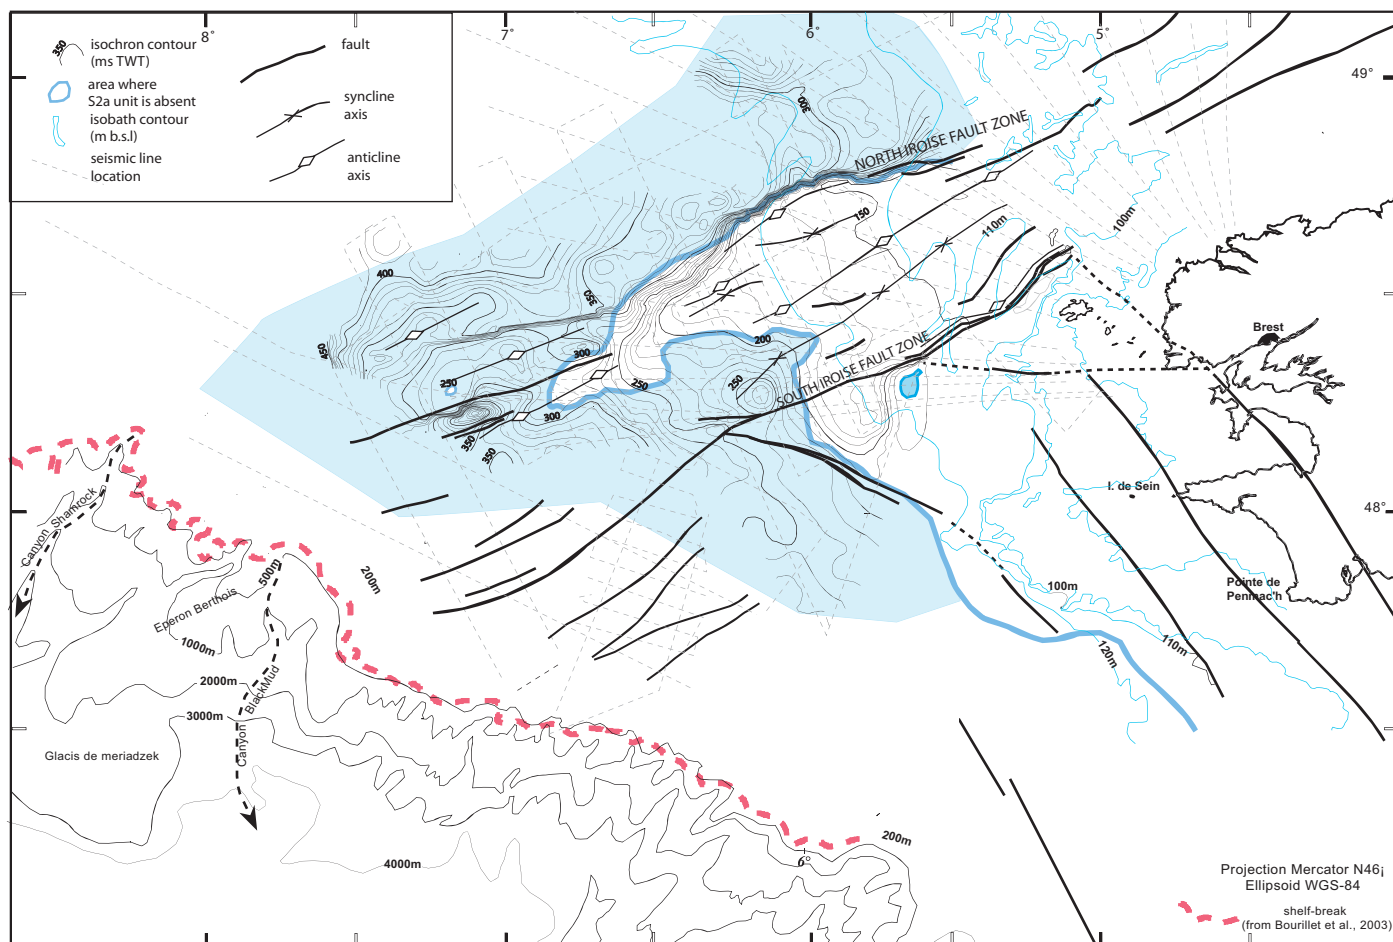 8°
7°
6°
5°
350
isochron contour
(ms TWT)
fault
area where
S2a unit is absent
syncline
axis
isobath contour
(m b.s.l)
seismic line
location
anticline
axis
49°
300
NORTH IROISE FAULT ZONE
150
110m
100m
400
350
450
300
200
250
250
250
300
350
350
SOUTH IROISE FAULT ZONE
Brest
I. de Sein
48°
Canyon Shamrock
500m
200m
Eperon Berthois
1000m
2000m
3000m
Canyon BlackMud
Glacis de meriadzek
4000m
100m
Pointe de
Penmac'h
110m
120m
200m
6°
Projection Mercator N46¡
Ellipsoid WGS-84
shelf-break
(from Bourillet et al., 2003)